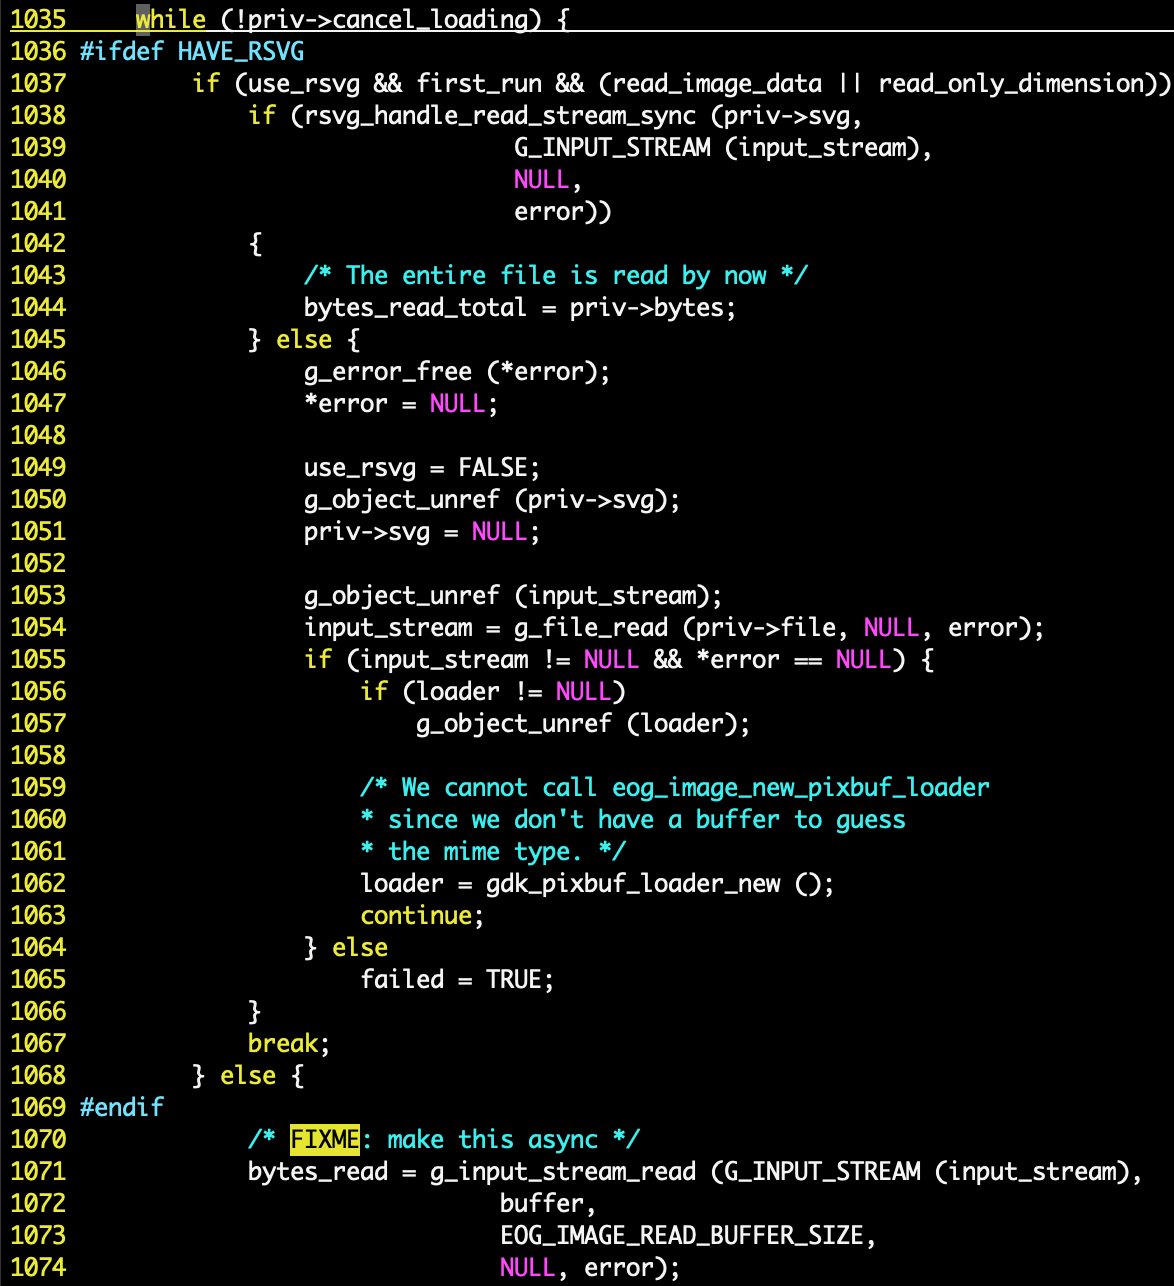 1035     while (!priv->cancel_loading) {
1036 #ifdef HAVE_RSVG
1037         if (use_rsvg && first_run && (read_image_data || read_only_dimension))
1038             if (rsvg_handle_read_stream_sync (priv->svg,
1039                                G_INPUT_STREAM (input_stream),
1040                                NULL,
1041                                error))
1042             {
1043                 /* The entire file is read by now */
1044                 bytes_read_total = priv->bytes;
1045             } else {
1046                 g_error_free (*error);
1047                 *error = NULL;
1048
1049                 use_rsvg = FALSE;
1050                 g_object_unref (priv->svg);
1051                 priv->svg = NULL;
1052
1053                 g_object_unref (input_stream);
1054                 input_stream = g_file_read (priv->file, NULL, error);
1055                 if (input_stream != NULL && *error == NULL) {
1056                     if (loader != NULL)
1057                         g_object_unref (loader);
1058
1059                     /* We cannot call eog_image_new_pixbuf_loader
1060                     * since we don't have a buffer to guess
1061                     * the mime type. */
1062                     loader = gdk_pixbuf_loader_new ();
1063                     continue;
1064                 } else
1065                     failed = TRUE;
1066             }
1067             break;
1068         } else {
1069 #endif
1070             /* FIXME: make this async */
1071             bytes_read = g_input_stream_read (G_INPUT_STREAM (input_stream),
1072                               buffer,
1073                               EOG_IMAGE_READ_BUFFER_SIZE,
1074                               NULL, error);